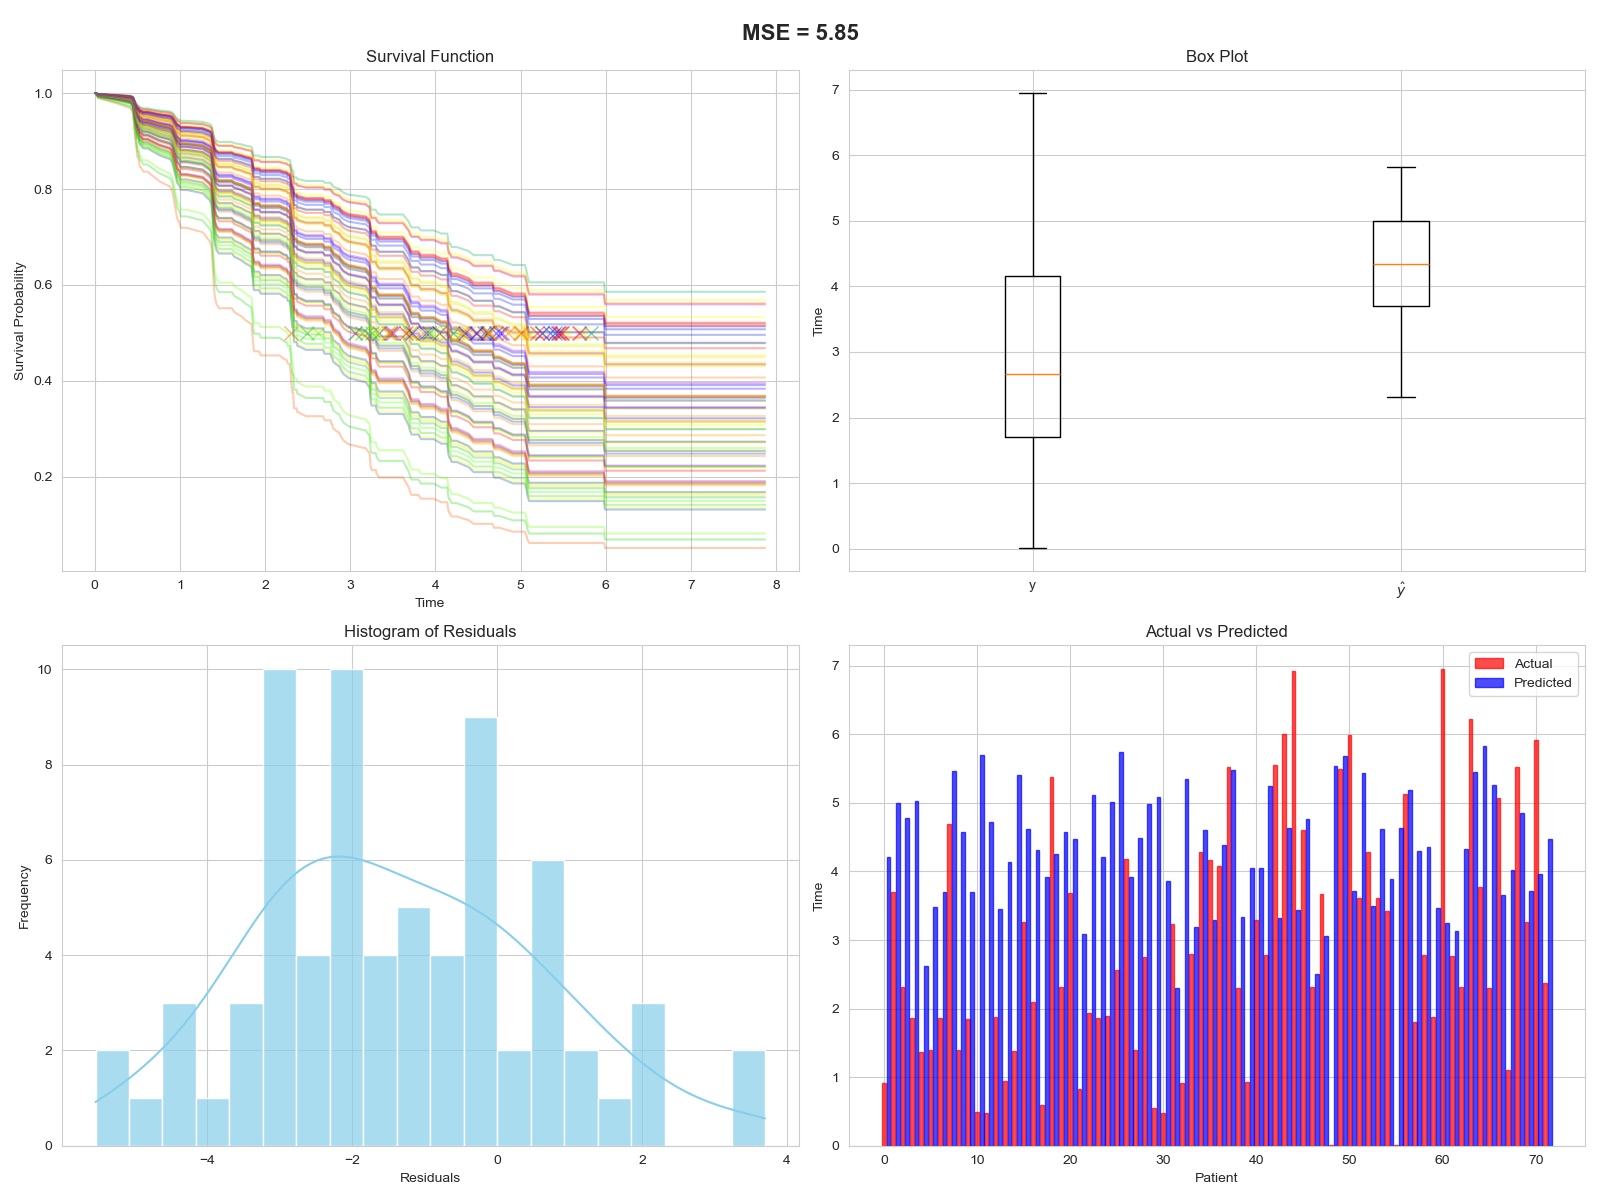 MSE = 5.85
Survival Function
1.0
0.8
0.6
0.4
0.2
Survival Probability
0 1 2 3 4 5 6 7 8
Time
Box Plot
7
6
5
4
3
2
1
0
Time
y ŷ
Histogram of Residuals
10
8
6
4
2
0
Frequency
−4 −2 0 2 4
Residuals
Actual vs Predicted
Actual
Predicted
7
6
5
4
3
2
1
0
Time
0 10 20 30 40 50 60 70
Patient